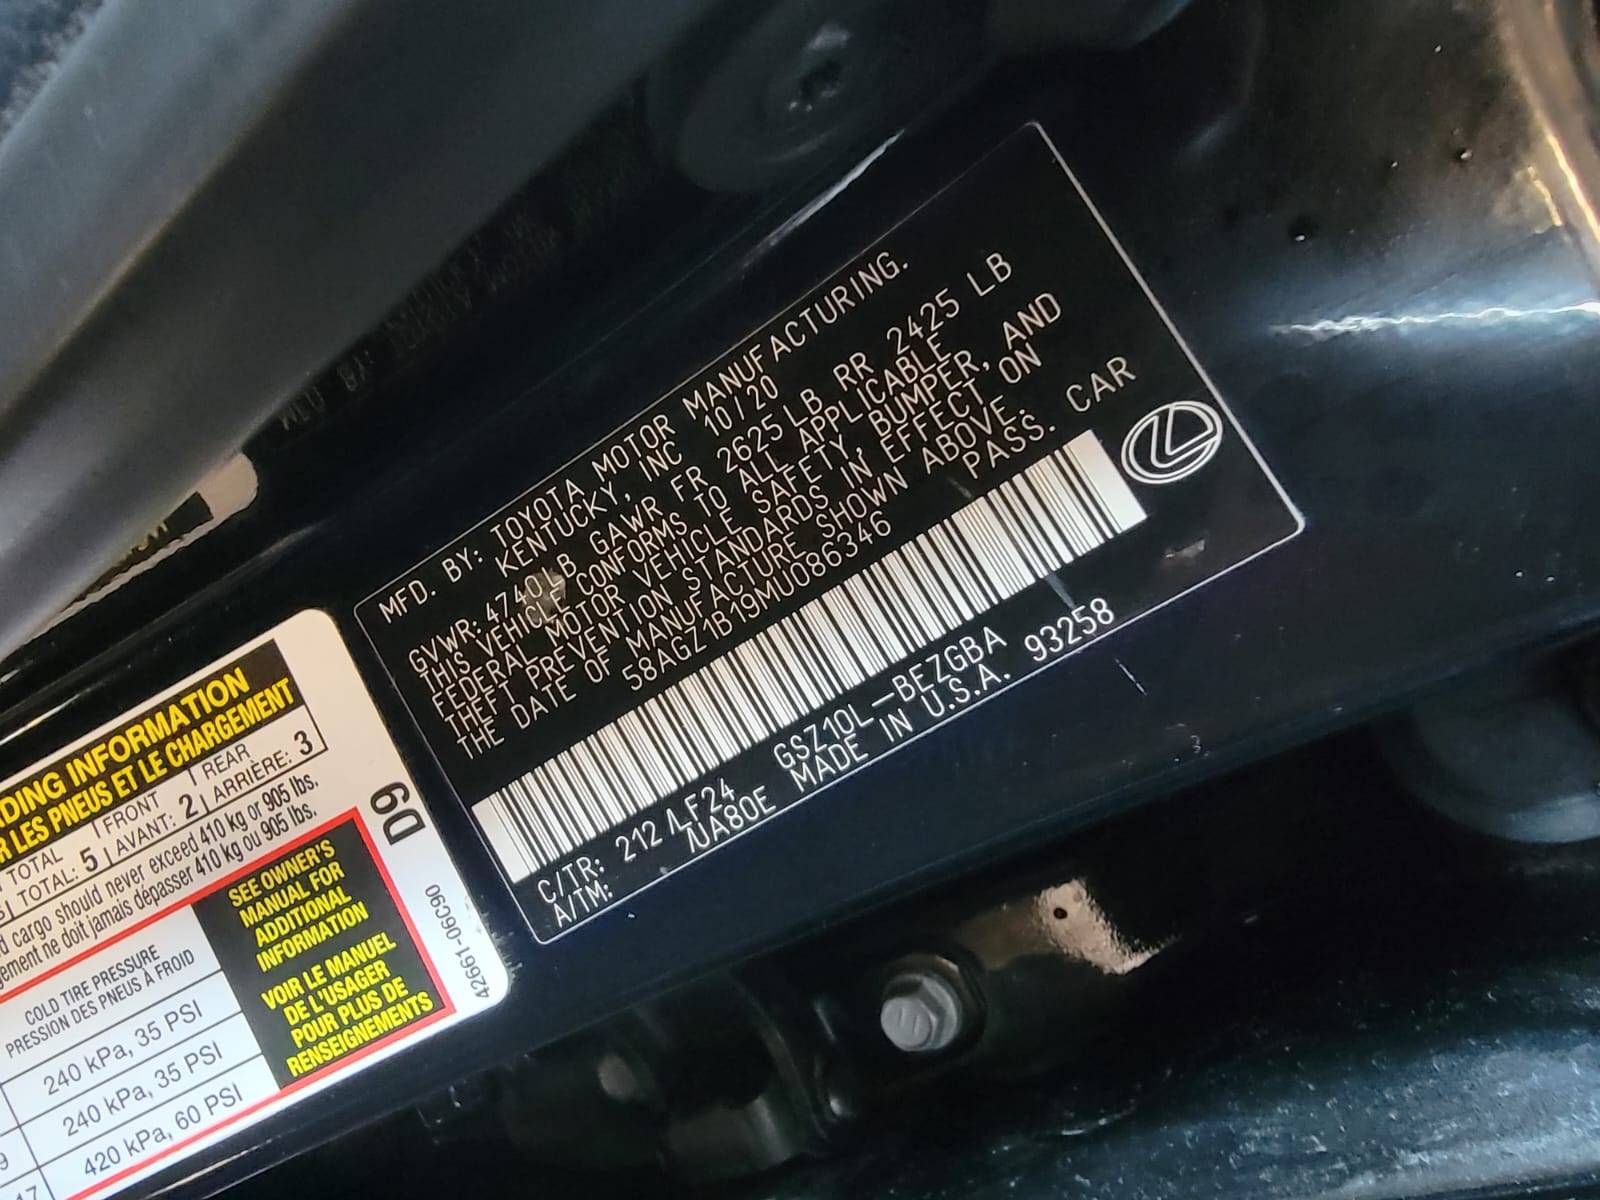 MFD. BY: TOYOTA MOTOR MANUFACTURING.
KENTUCKY, INC 10/20
GVWR: 4740LB GAWR FR 2625LB RR 2425 LB
THIS VEHICLE CONFORMS TO ALL APPLICABLE
FEDERAL MOTOR VEHICLE SAFETY, BUMPER, AND
THEFT PREVENTION STANDARDS IN EFFECT ON
THE DATE OF MANUFACTURE SHOWN ABOVE.
58AGZ1B19MU086346 PASS. CAR
C/TR: 212 /LF24 GSZ10L—BEZGBA
A/TM: /UA80E MADE IN U.S.A. 93258
INFORMATION
LES PNEUS ET LE CHARGEMENT
TOTAL FRONT REAR
TOTAL: 5 AVANT: 2 ARRIÈRE: 3
cargo should never exceed 410 kg or 905 lbs.
ne doit jamais dépasser 410 kg ou 905 lbs.
COLD TIRE PRESSURE
PRESSION DES PNEUS À FROID
240 kPa, 35 PSI
240 kPa, 35 PSI
420 kPa, 60 PSI
SEE OWNER'S
MANUAL FOR
ADDITIONAL
INFORMATION
VOIR LE MANUEL
DE L'USAGER
POUR PLUS DE
RENSEIGNEMENTS
D9
42661-06C90